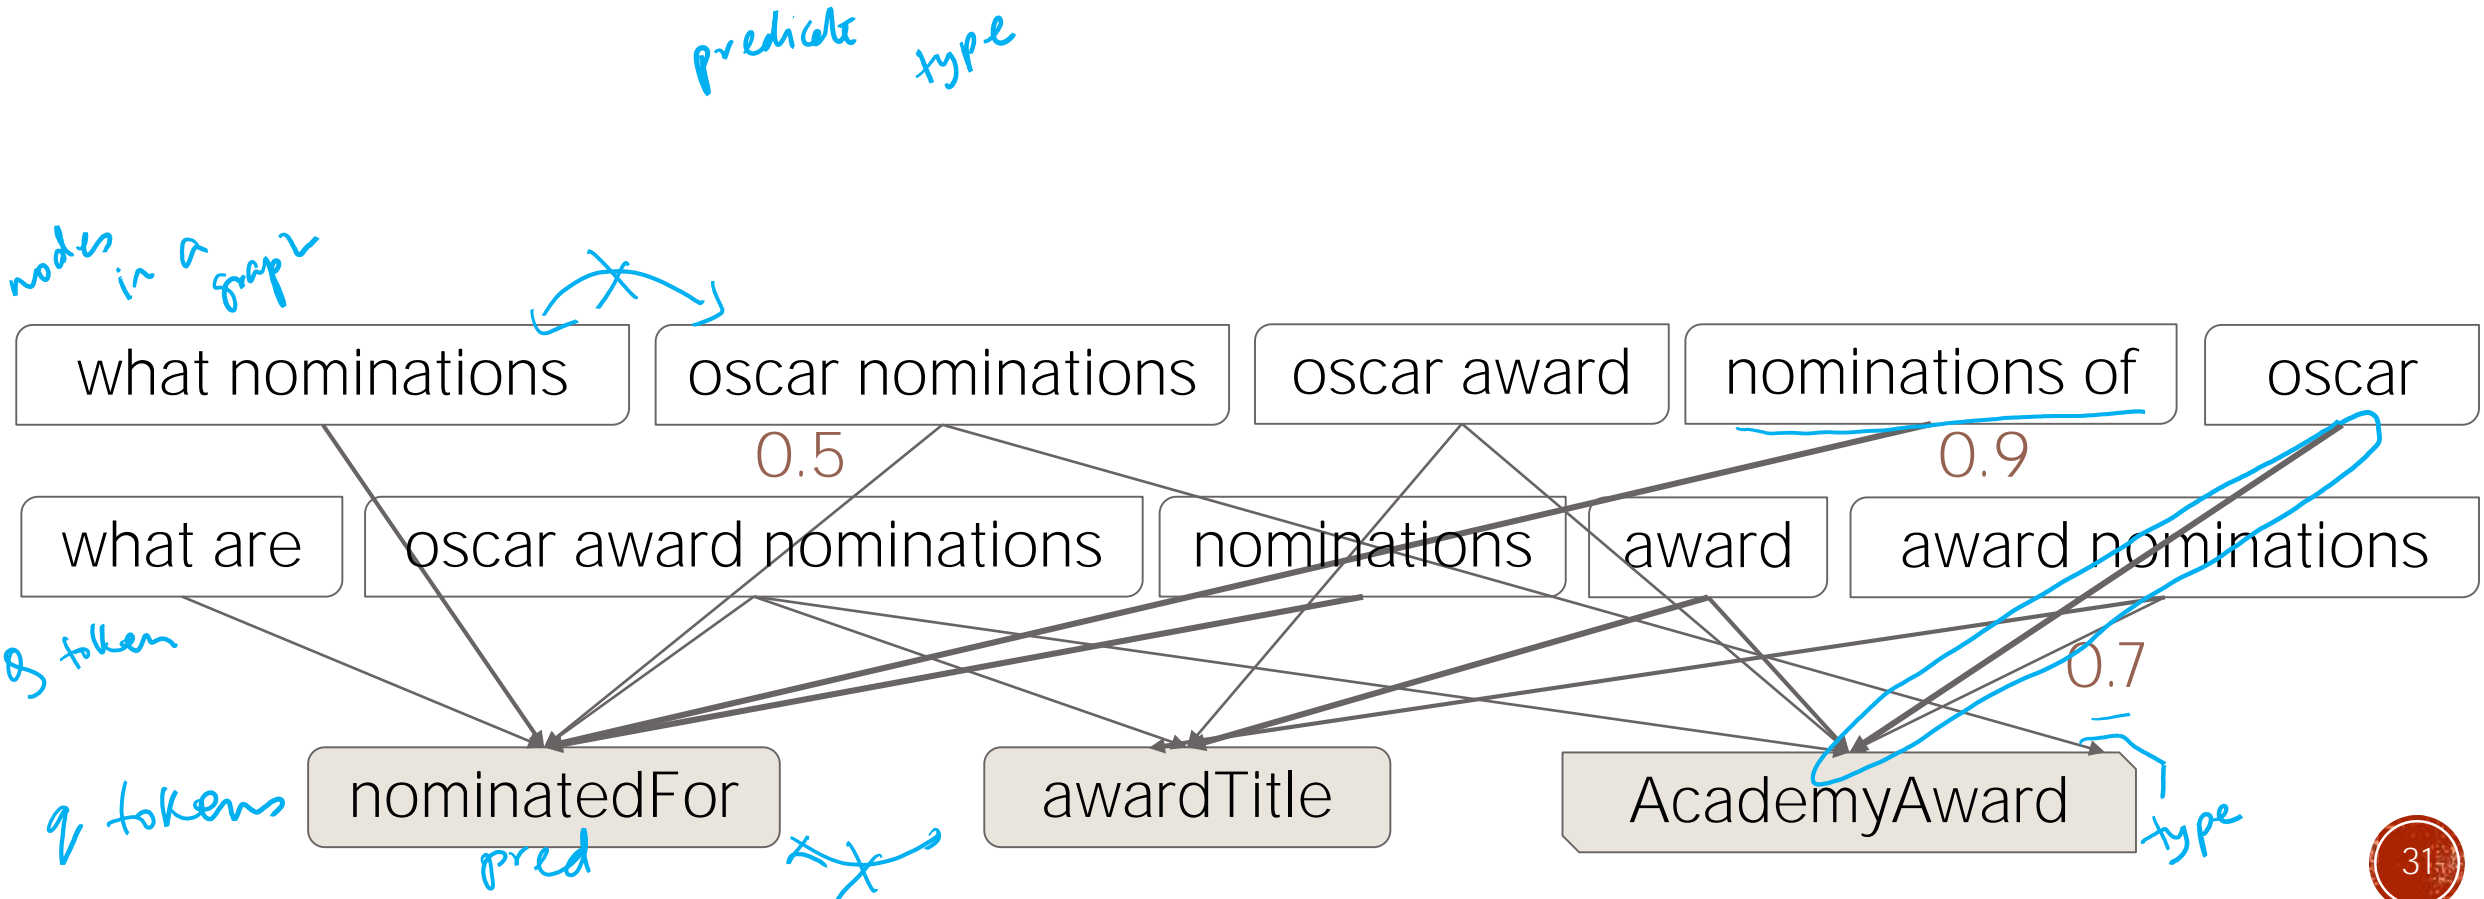 predicate type
nodes in a graph
what nominations oscar nominations oscar award nominations of oscar
0.5 0.9
what are oscar award nominations nominations award award nominations
token
0.7
nominatedFor awardTitle AcademyAward
q tokens
pred
type
31